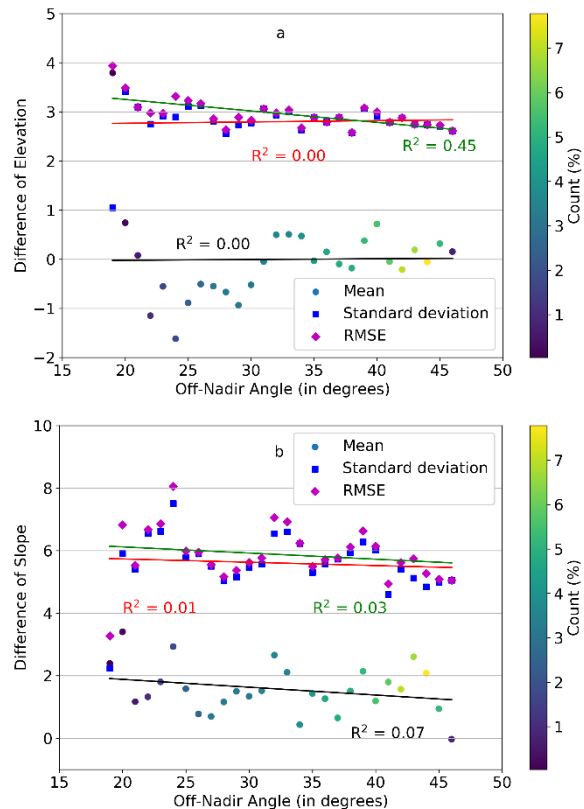 5
4
3
2
1
0
−1
−2
Difference of Elevation
a
R² = 0.00
R² = 0.45
R² = 0.00
Mean
Standard deviation
RMSE
15
20
25
30
35
40
45
50
Off-Nadir Angle (in degrees)
7
6
5
4
3
2
1
Count (%)
10
8
6
4
2
0
Difference of Slope
b
Mean
Standard deviation
RMSE
R² = 0.01
R² = 0.03
R² = 0.07
15
20
25
30
35
40
45
50
Off-Nadir Angle (in degrees)
7
6
5
4
3
2
1
Count (%)